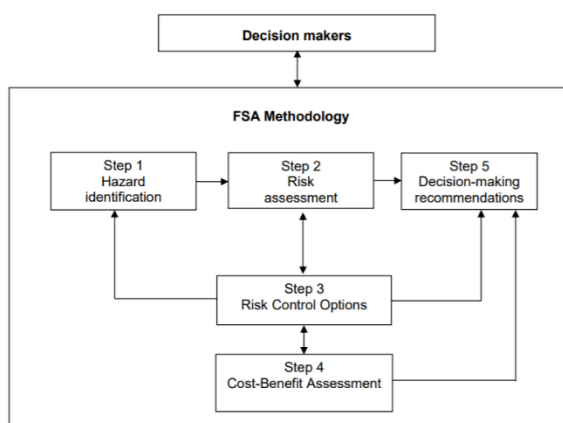 Decision makers
FSA Methodology
Step 1
Hazard
identification
Step 2
Risk
assessment
Step 5
Decision-making
recommendations
Step 3
Risk Control Options
Step 4
Cost-Benefit Assessment